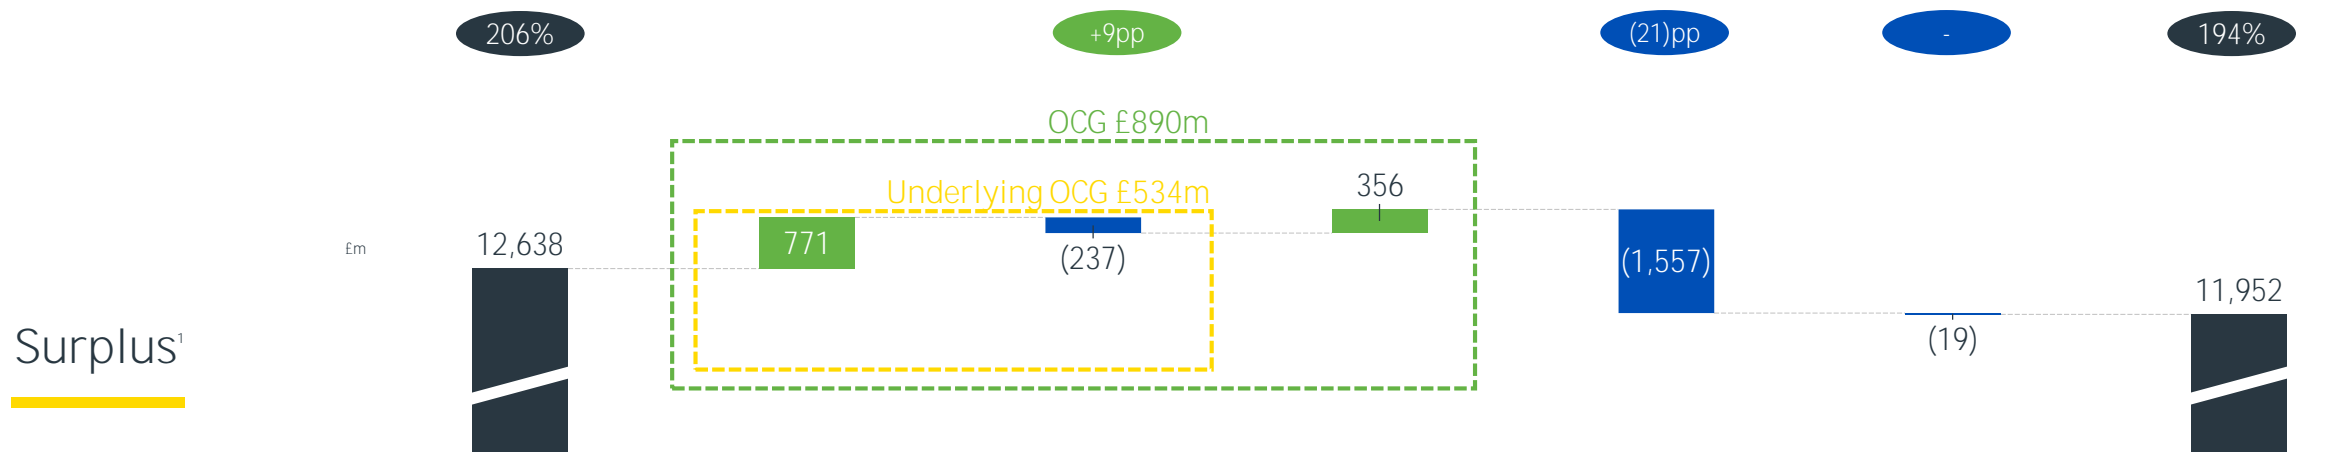 206%
+9pp
(21)pp
-
194%
OCG £890m
Underlying OCG £534m
356
£m
12,638
771
(237)
(1,557)
11,952
(19)
Surplus1